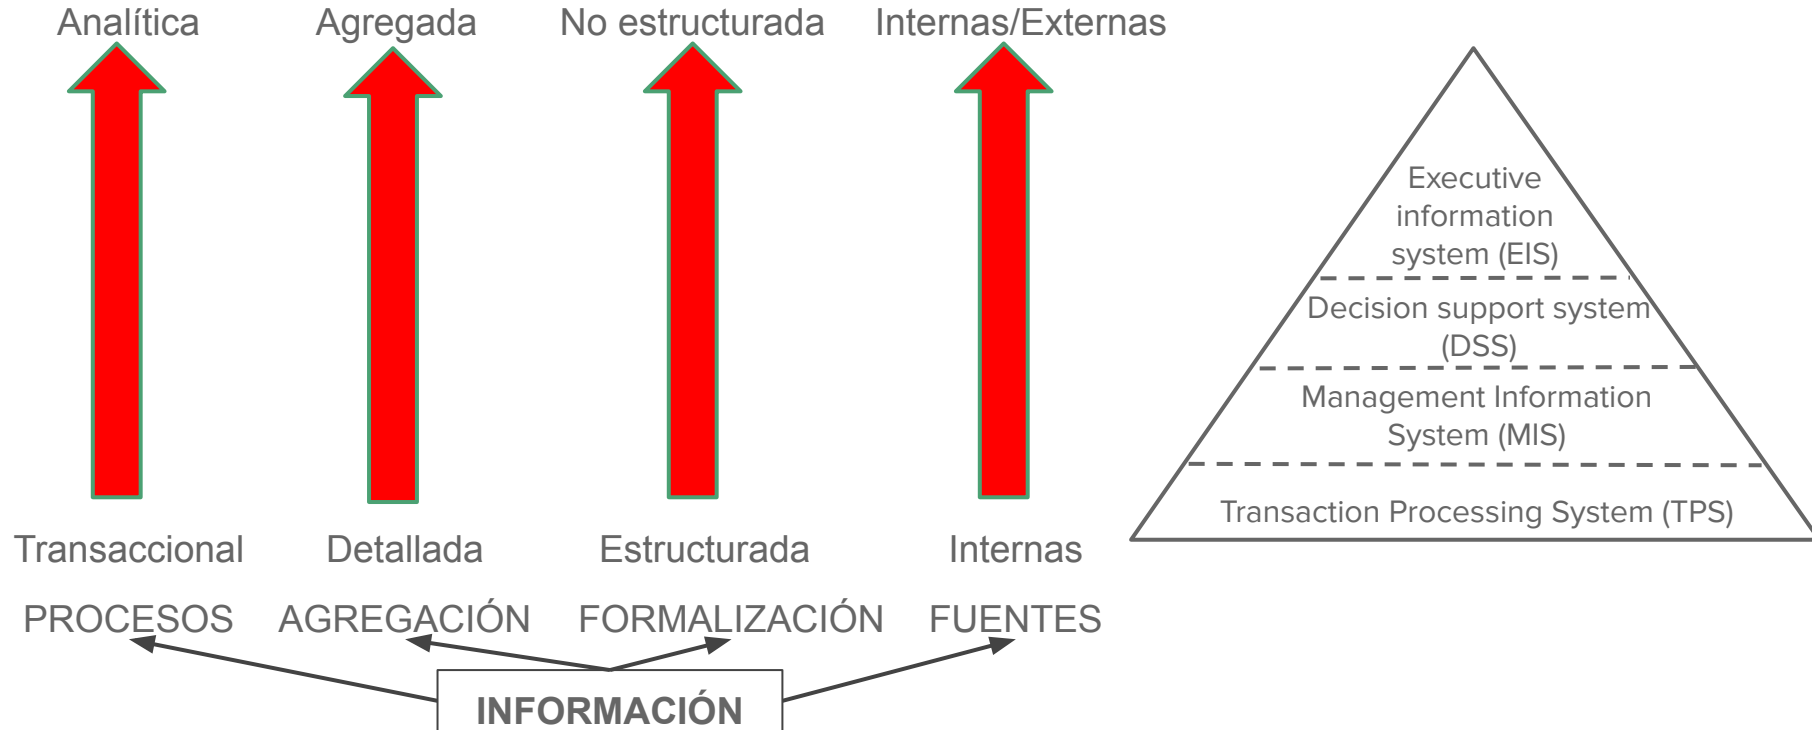 Analítica
Agregada
No estructurada
Internas/Externas
Transaccional
Detallada
Estructurada
Internas
PROCESOS
AGREGACIÓN
FORMALIZACIÓN
FUENTES
INFORMACIÓN
Executive
information
system (EIS)
Decision support system
(DSS)
Management Information
System (MIS)
Transaction Processing System (TPS)